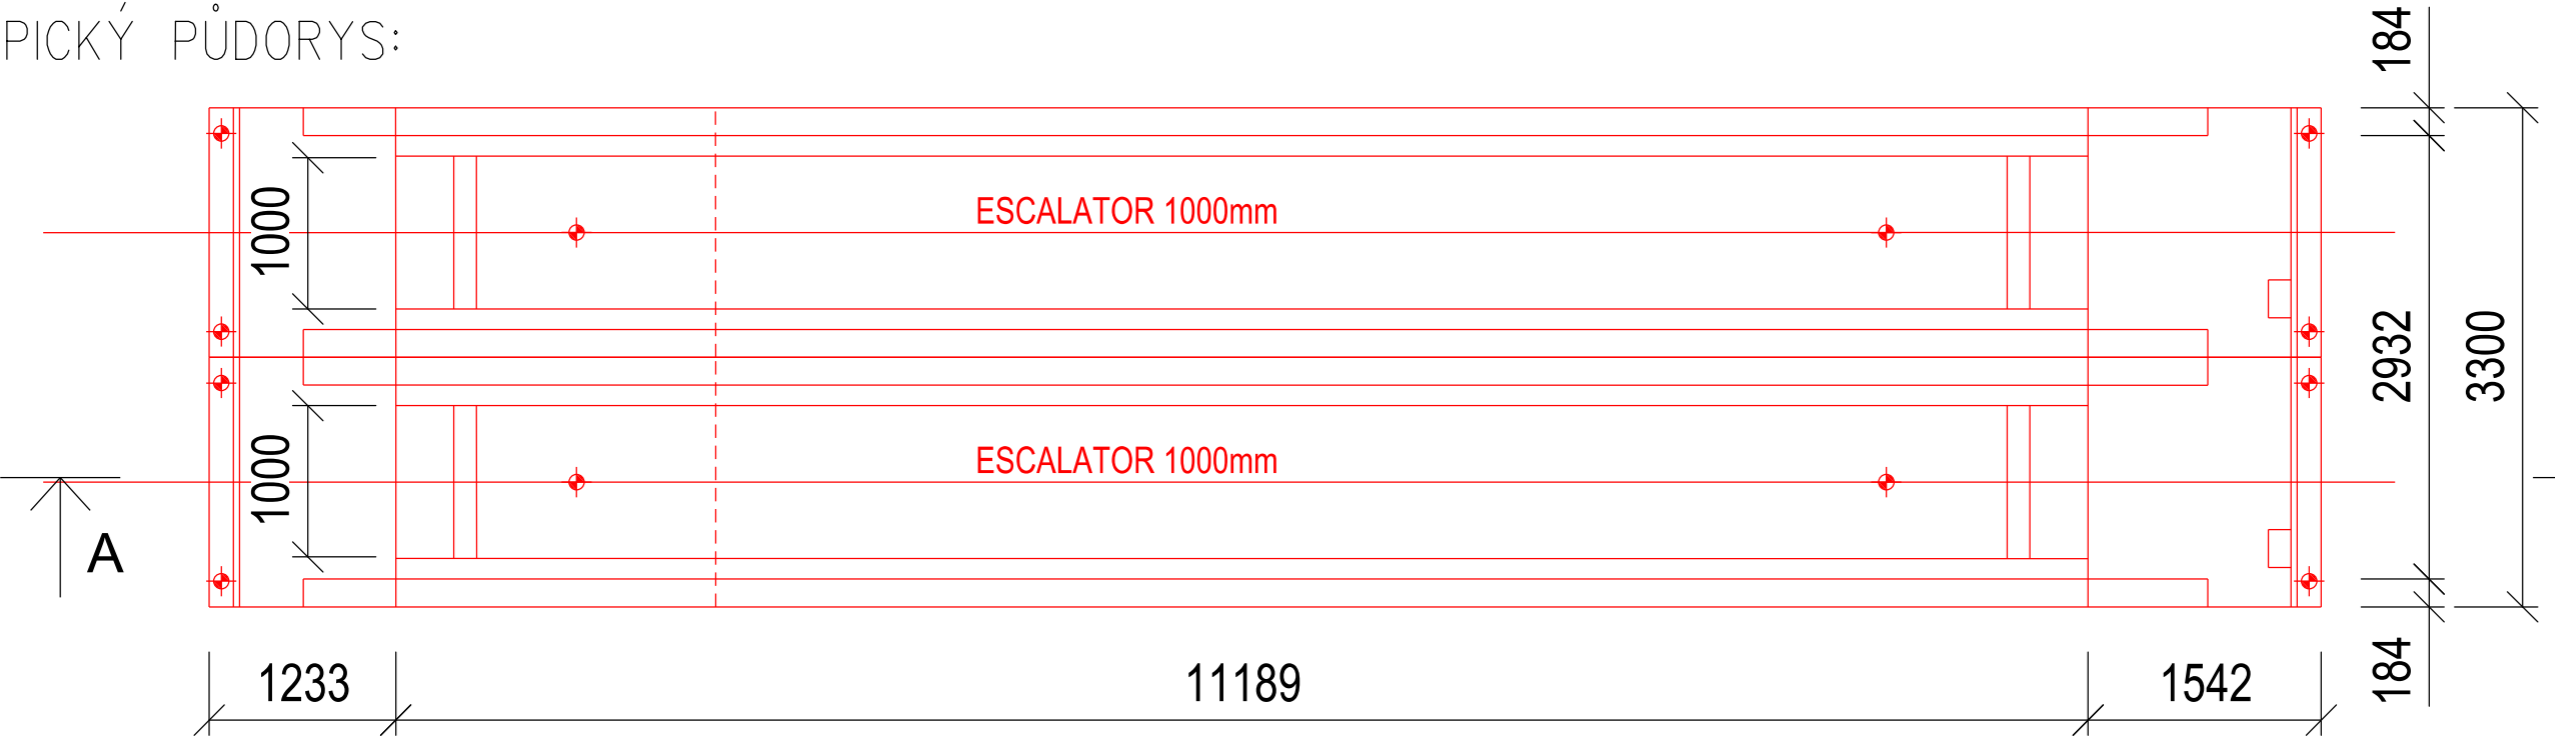 PICKÝ PŮDORYS:
184
1000
ESCALATOR 1000mm
2932
3300
1000
ESCALATOR 1000mm
A
184
1233
11189
1542